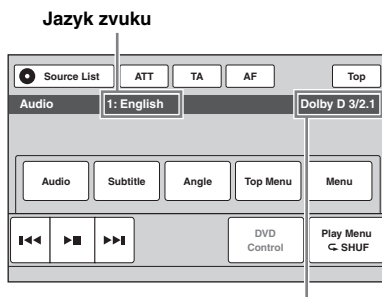 Jazyk zvuku
Source List ATT TA AF Top
Audio 1: English Dolby D 3/2.1
Audio Subtitle Angle Top Menu Menu
DVD Control Play Menu SHUF